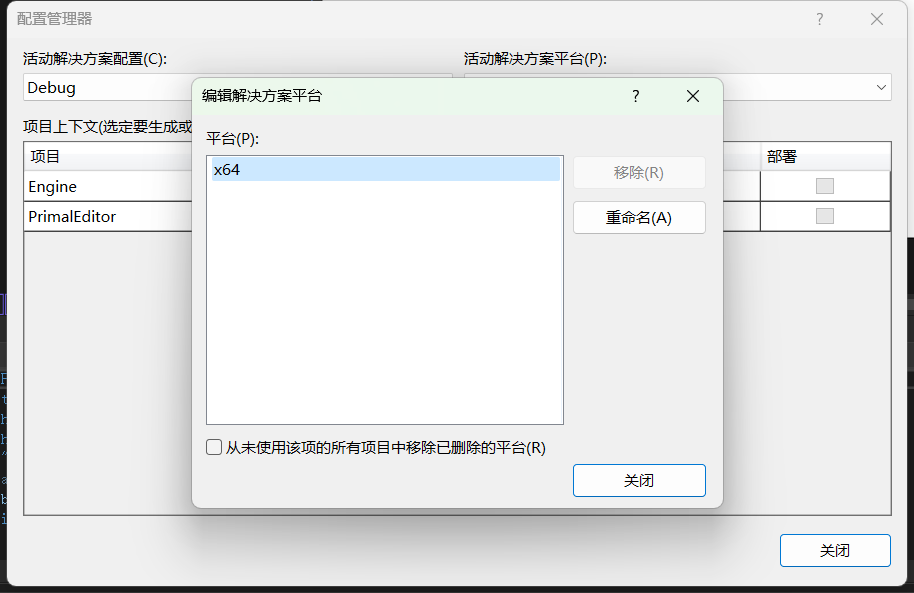 配置管理器
?
活动解决方案配置(C):
活动解决方案平台(P):
Debug
编辑解决方案平台
?
项目上下文(选定要生成或
平台(P):
项目
部署
x64
移除(R)
Engine
PrimalEditor
重命名(A)
从未使用该项的所有项目中移除已删除的平台(R)
关闭
关闭